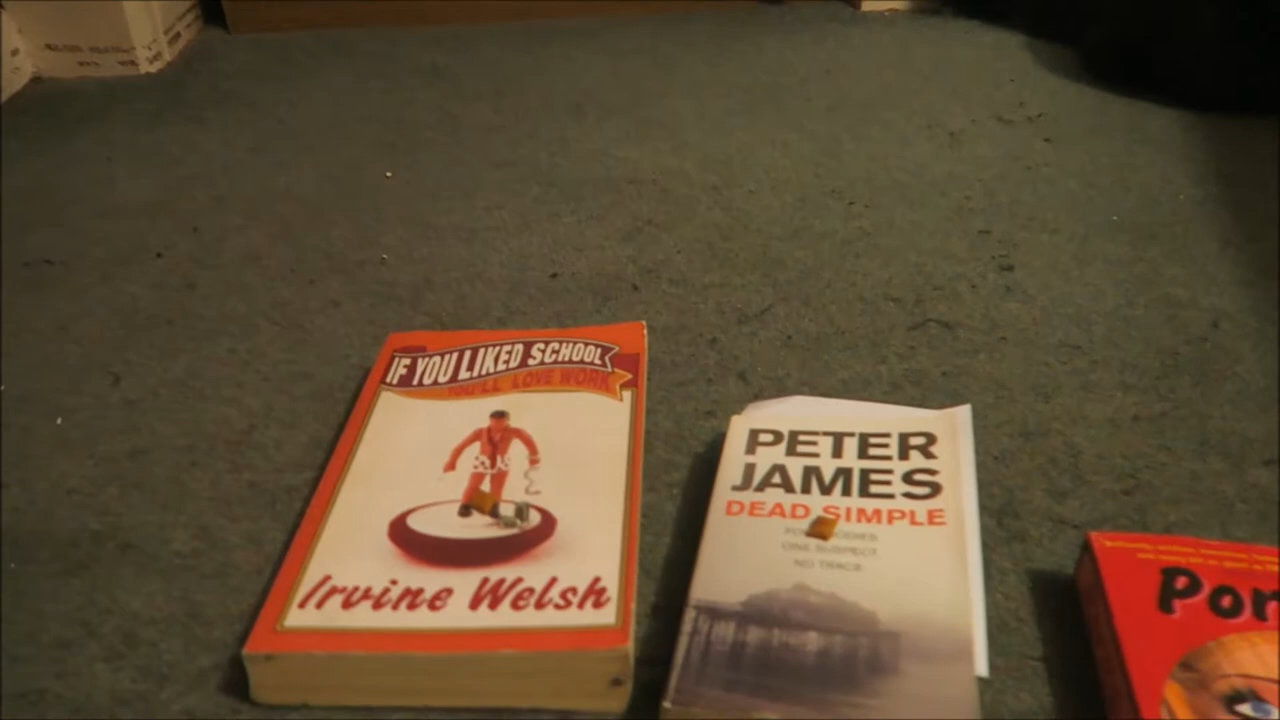 IF YOU LIKED SCHOOL
YOU'LL LOVE WORK
Irvine Welsh
PETER
JAMES
DEAD SIMPLE
ONE SUSPECT
NO TRACE
Por